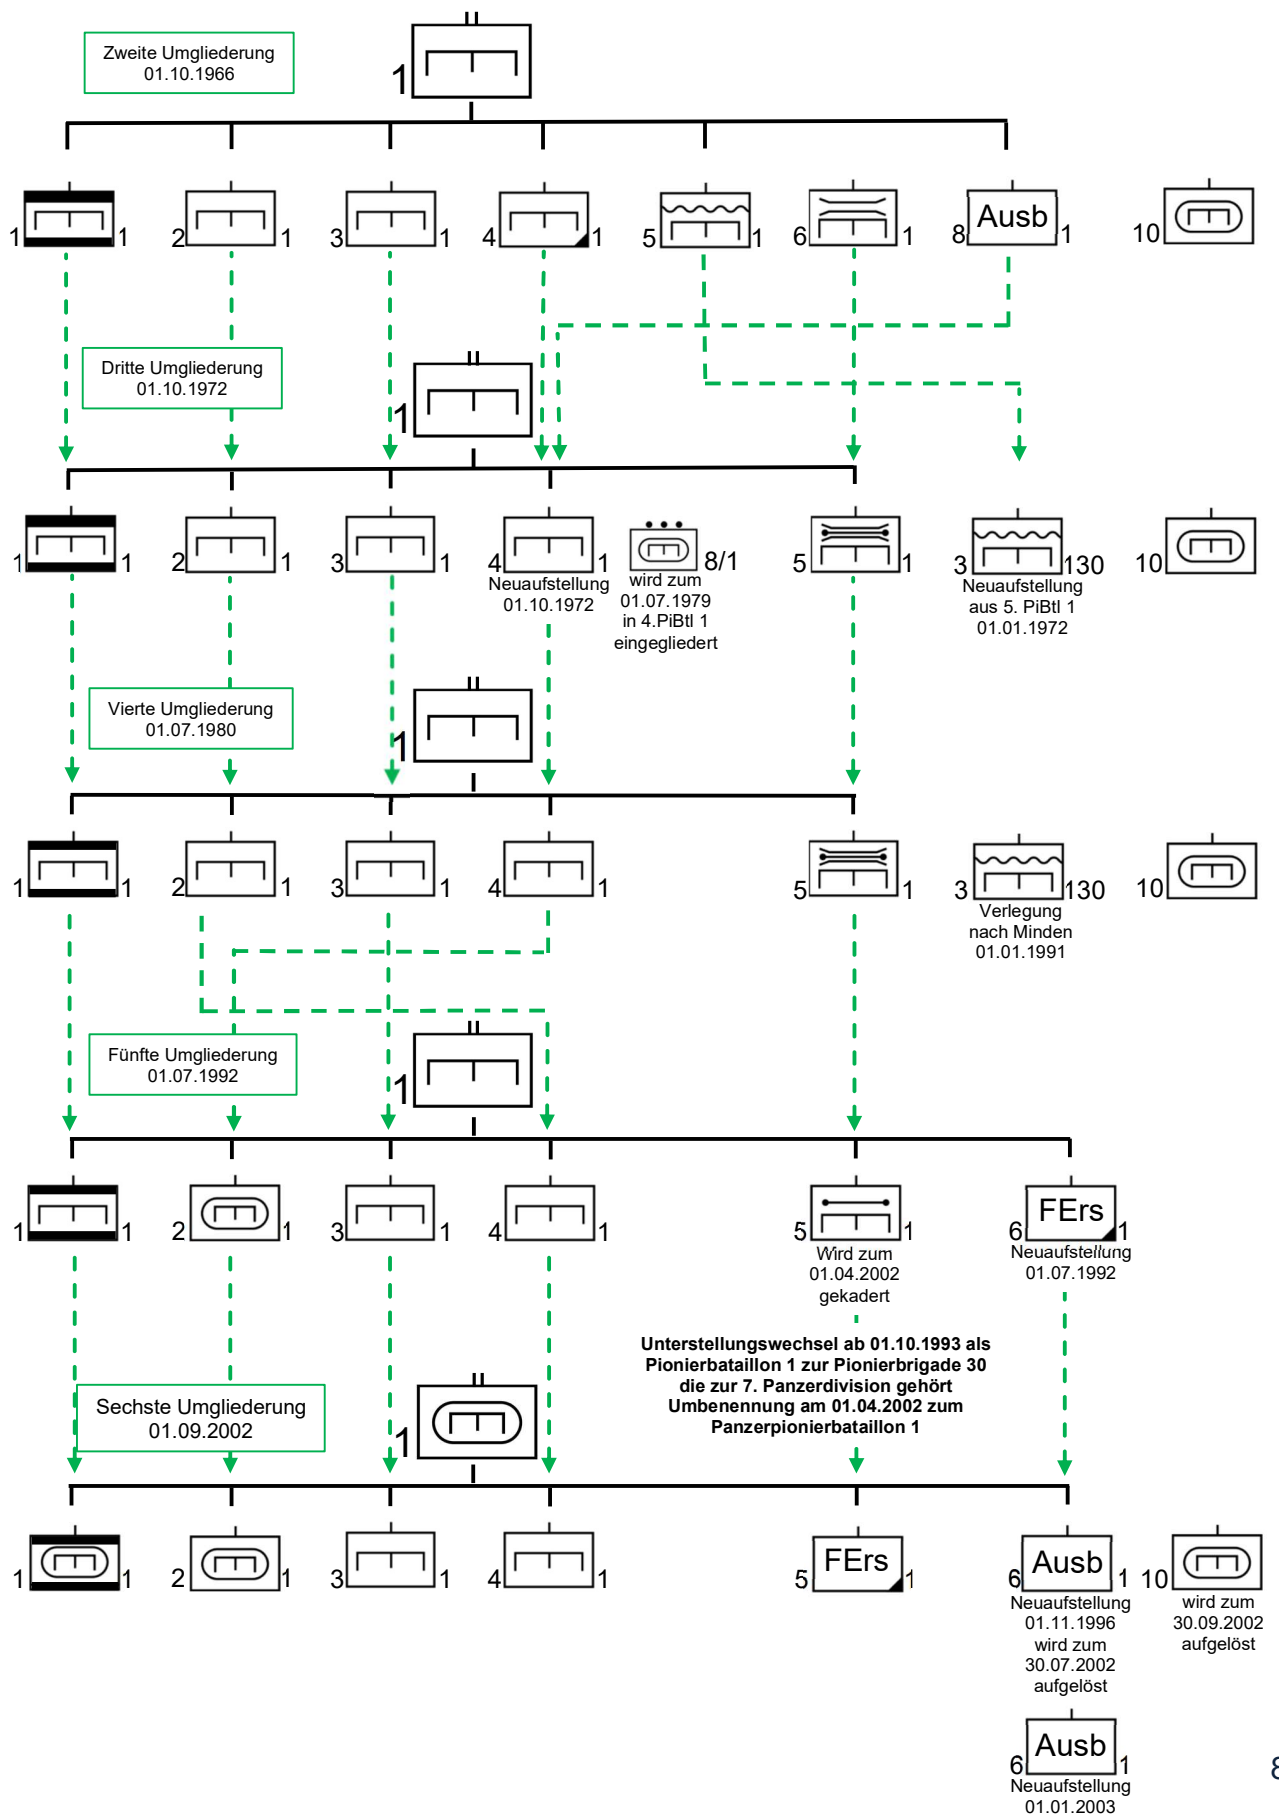 Zweite Umgliederung
01.10.1966
1
1 1 2 1 3 1 4 1 5 1 6 1 8 Ausb 1 10
Dritte Umgliederung
01.10.1972
1
1 1 2 1 3 1 4 1 8/1 5 1 3 130 10
Neuaufstellung
01.10.1972
wird zum
01.07.1979
in 4.PiBtl 1
eingegliedert
Neuaufstellung
aus 5. PiBtl 1
01.01.1972
Vierte Umgliederung
01.07.1980
1
1 1 2 1 3 1 4 1 5 1 3 130 10
Verlegung
nach Minden
01.01.1991
Fünfte Umgliederung
01.07.1992
1
1 1 2 1 3 1 4 1 5 1 6 FErs 1
Wird zum
01.04.2002
gekadert
Neuaufstellung
01.07.1992
Unterstellungswechsel ab 01.10.1993 als
Pionierbataillon 1 zur Pionierbrigade 30
die zur 7. Panzerdivision gehört
Umbenennung am 01.04.2002 zum
Panzerpionierbataillon 1
Sechste Umgliederung
01.09.2002
1
1 1 2 1 3 1 4 1 5 FErs 1 6 Ausb 1 10
Neuaufstellung
01.11.1996
wird zum
30.07.2002
aufgelöst
wird zum
30.09.2002
aufgelöst
6 Ausb 1
Neuaufstellung
01.01.2003
8